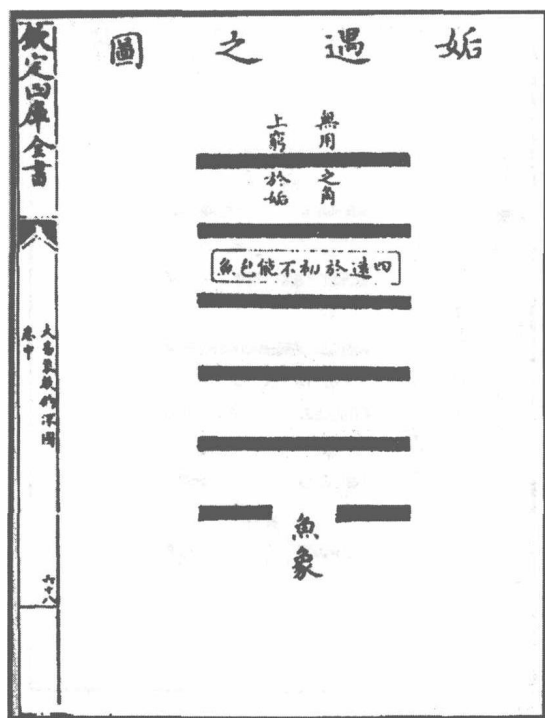 姤遇之圖
無用之角
上窮於姤
四遠於初不能包魚
魚象
欽定四庫全書
大易象數鈎深圖
卷中
六十八